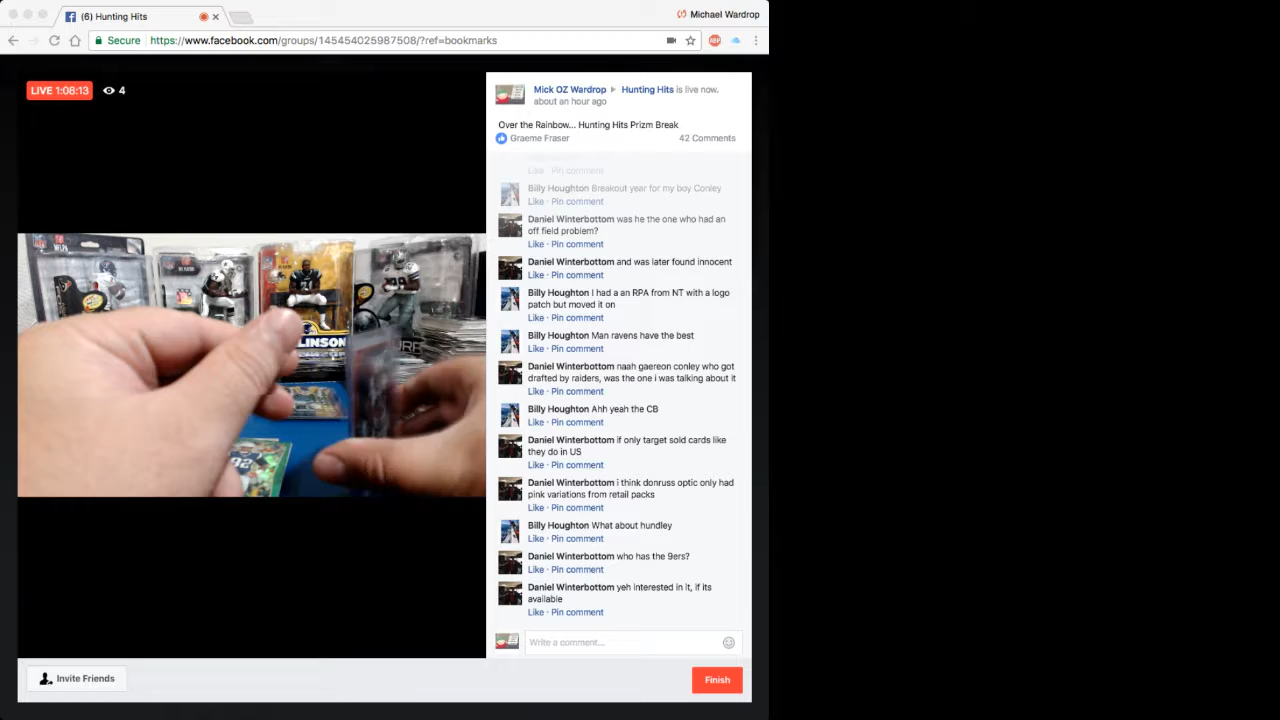 (6) Hunting Hits
Michael Wardrop
Secure
https://www.facebook.com/groups/145454025987508/?ref=bookmarks
ABP
LIVE 1:08:13
4
Mick OZ Wardrop ▸ Hunting Hits is live now.
about an hour ago
Over the Rainbow... Hunting Hits Prizm Break
Graeme Fraser
42 Comments
Like · Pin comment
Billy Houghton Breakout year for my boy Conley
Like · Pin comment
Daniel Winterbottom was he the one who had an
off field problem?
Like · Pin comment
Daniel Winterbottom and was later found innocent
Like · Pin comment
Billy Houghton I had a an RPA from NT with a logo
patch but moved it on
Like · Pin comment
Billy Houghton Man ravens have the best
Like · Pin comment
Daniel Winterbottom naah gaereon conley who got
drafted by raiders, was the one i was talking about it
Like · Pin comment
Billy Houghton Ahh yeah the CB
Like · Pin comment
Daniel Winterbottom if only target sold cards like
they do in US
Like · Pin comment
Daniel Winterbottom i think donruss optic only had
pink variations from retail packs
Like · Pin comment
Billy Houghton What about hundley
Like · Pin comment
Daniel Winterbottom who has the 9ers?
Like · Pin comment
Daniel Winterbottom yeh interested in it, if its
available
Like · Pin comment
Write a comment...
Invite Friends
Finish
LINSON